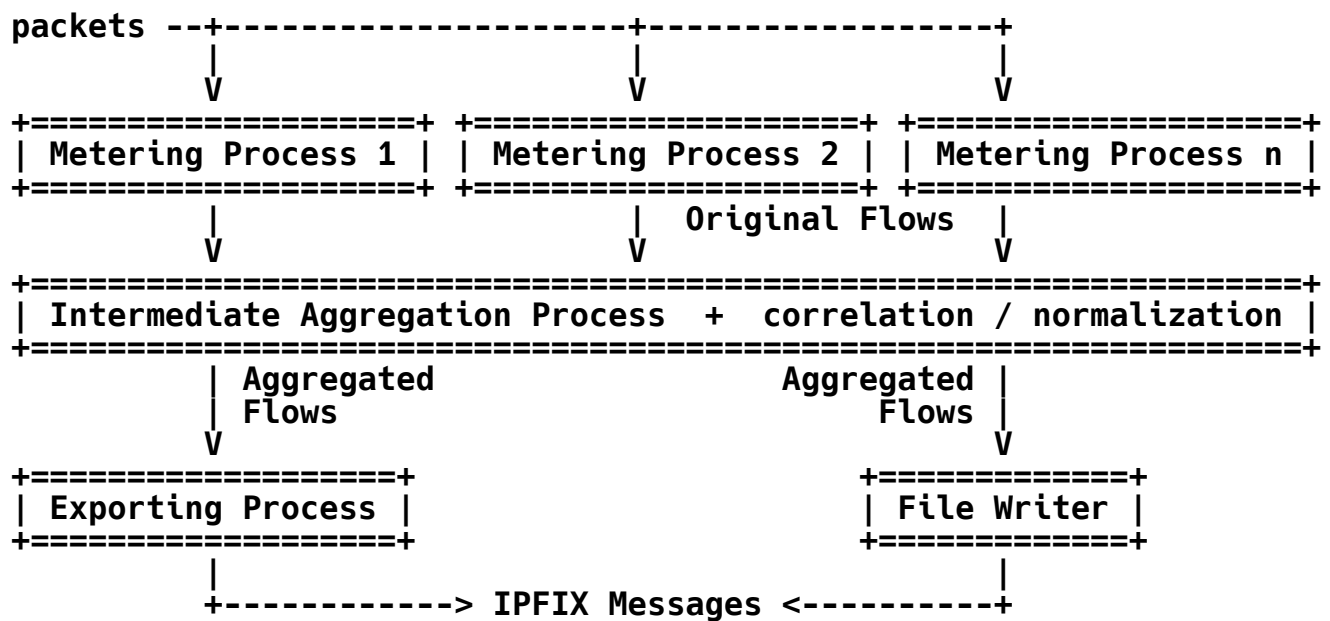 packets --+---------------------+------------------+
          |                     |                  |
          V                     V                  V
+====================+ +====================+ +====================+
| Metering Process 1 | | Metering Process 2 | | Metering Process n |
+====================+ +====================+ +====================+
          |                     |  Original Flows  |
          V                     V                  V
+==================================================================+
| Intermediate Aggregation Process  +  correlation / normalization |
+==================================================================+
          | Aggregated                  Aggregated |
          | Flows                            Flows |
          V                                        V
+===================+                       +=============+
| Exporting Process |                       | File Writer |
+===================+                       +=============+
          |                                        |
          +------------> IPFIX Messages <----------+